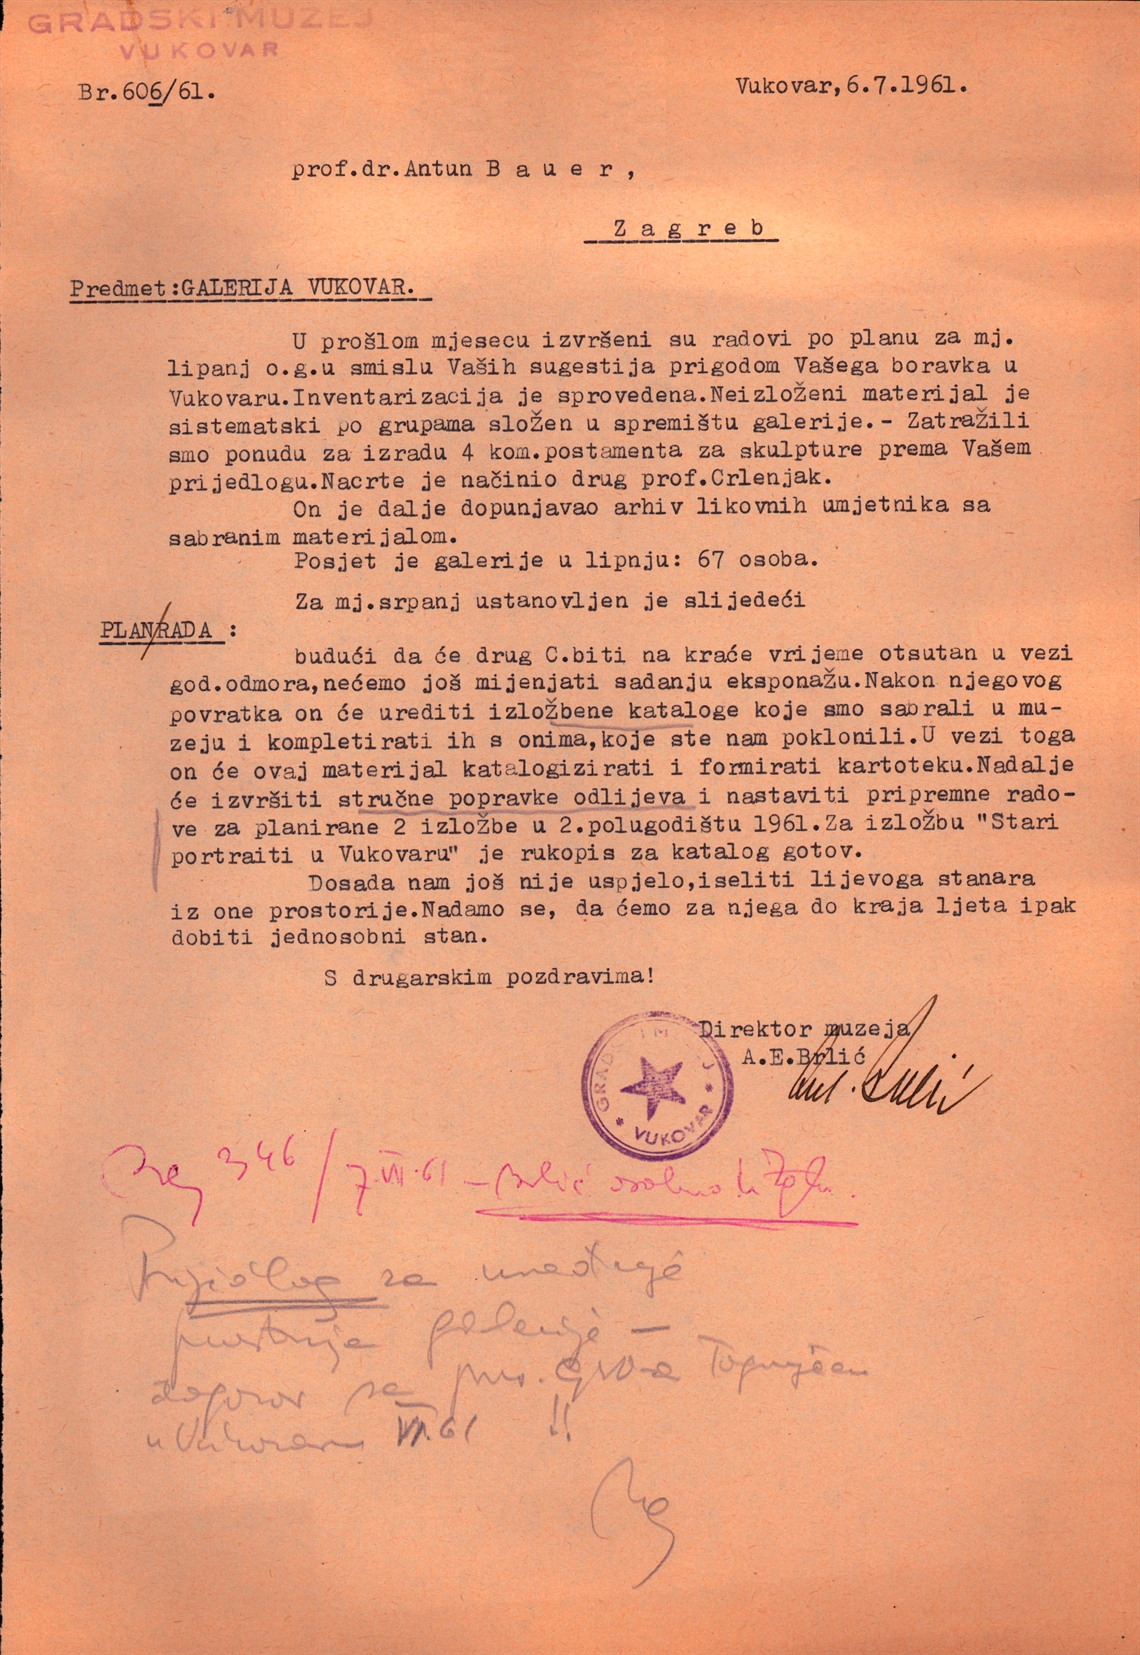 GRADSKI MUZEJ
VUKOVAR
Br.606/61.
Vukovar,6.7.1961.
prof.dr.Antun B a u e r ,
Z a g r e b
Predmet:GALERIJA VUKOVAR.
U prošlom mjesecu izvršeni su radovi po planu za mj.
lipanj o.g.u smislu Vaših sugestija prigodom Vašega boravka u
Vukovaru.Inventarizacija je sprovedena.Neizloženi materijal je
sistematski po grupama složen u spremištu galerije.- Zatražili
smo ponudu za izradu 4 kom.postamenta za skulpture prema Vašem
prijedlogu.Nacrte je načinio drug prof.Crlenjak.
On je dalje dopunjavao arhiv likovnih umjetnika sa
sabranim materijalom.
Posjet je galerije u lipnju: 67 osoba.
Za mj.srpanj ustanovljen je slijedeći
PLAN/RADA :
budući da će drug C.biti na kraće vrijeme otsutan u vezi
god.odmora,nećemo još mijenjati sadanju eksponažu.Nakon njegovog
povratka on će urediti izložbene kataloge koje smo sabrali u mu-
zeju i kompletirati ih s onima,koje ste nam poklonili.U vezi toga
on će ovaj materijal katalogizirati i formirati kartoteku.Nadalje
će izvršiti stručne popravke odlijeva i nastaviti pripremne rado-
ve za planirane 2 izložbe u 2.polugodištu 1961.Za izložbu "Stari
portraiti u Vukovaru" je rukopis za katalog gotov.
Dosada nam još nije uspjelo,iseliti lijevoga stanara
iz one prostorije.Nadamo se, da ćemo za njega do kraja ljeta ipak
dobiti jednosobni stan.
S drugarskim pozdravima!
Direktor muzeja
A.E.Brlić
VUKOVAR
346/7.VII.61 – Brlić osobno u
Prijedlog za uređenje
prostorija galerije –
dogovor sa
u Vukovaru VI.61 !!